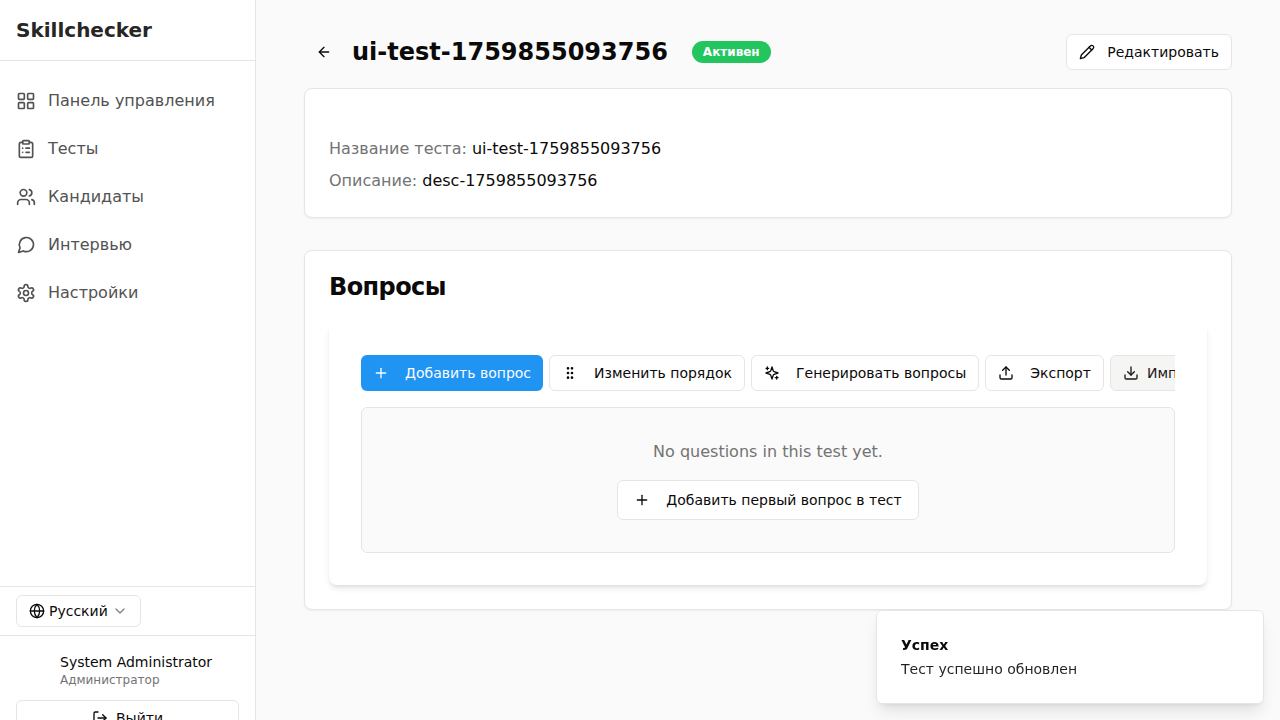 Skillchecker
Панель управления
Тесты
Кандидаты
Интервью
Настройки
Русский
System Administrator
Администратор
Выйти
ui-test-1759855093756
Активен
Редактировать
Название теста: ui-test-1759855093756
Описание: desc-1759855093756
Вопросы
Добавить вопрос
Изменить порядок
Генерировать вопросы
Экспорт
Имп
No questions in this test yet.
Добавить первый вопрос в тест
Успех
Тест успешно обновлен